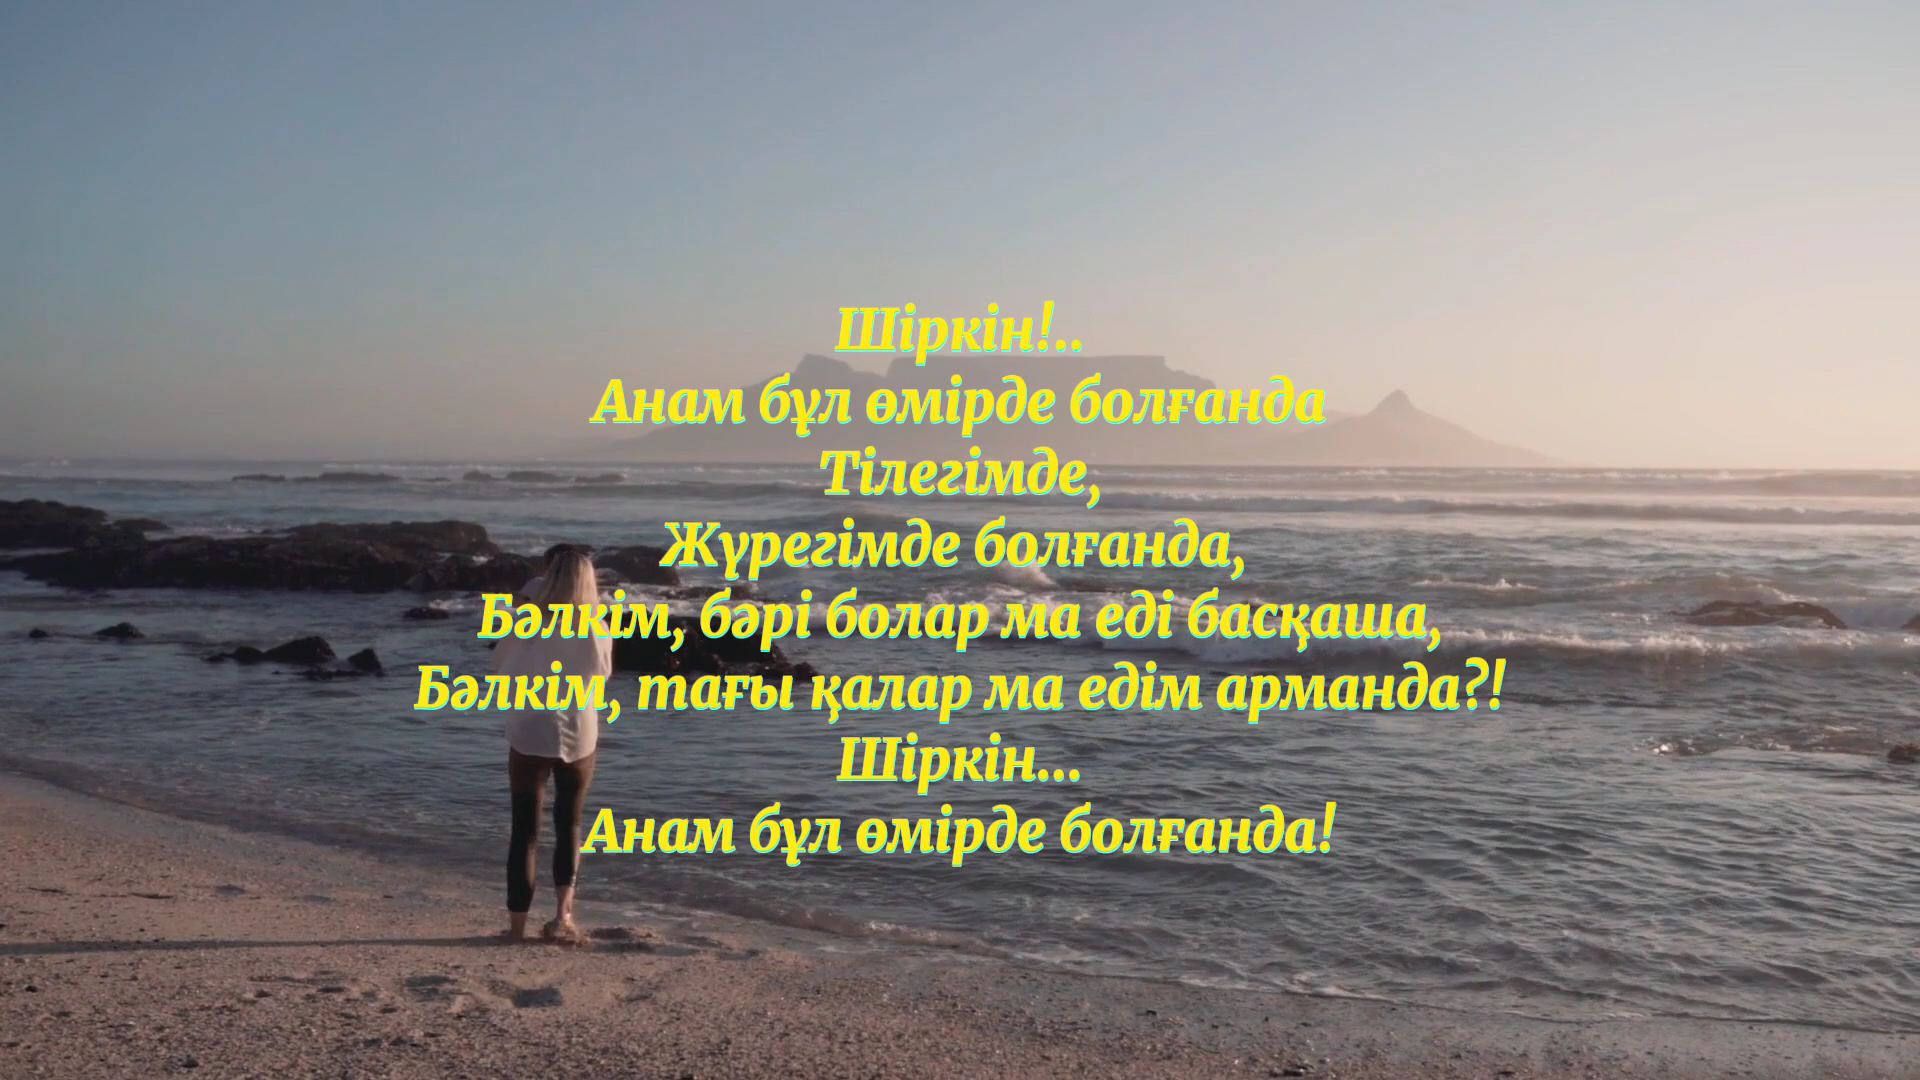 Шіркін!..
Анам бұл өмірде болғанда
Тілегімде,
Жүрегімде болғанда,
Бәлкім, бәрі болар ма еді басқаша,
Бәлкім, тағы қалар ма едім арманда?!
Шіркін...
Анам бұл өмірде болғанда!